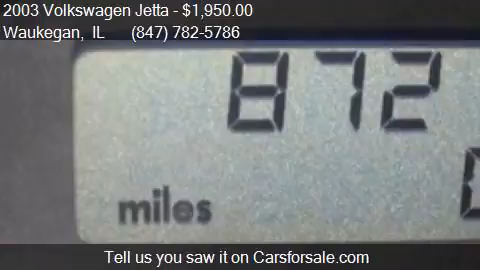 2003 Volkswagen Jetta - $1,950.00
Waukegan, IL (847) 782-5786
872
miles
Tell us you saw it on Carsforsale.com